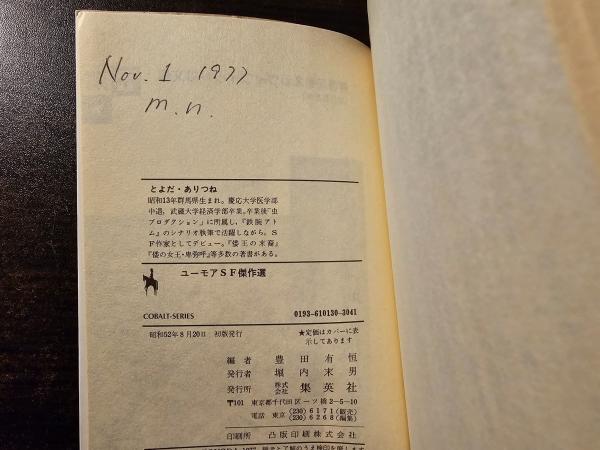 Nov. 1 1977
m.n.
とよだ・ありつね
昭和13年群馬県生まれ。慶応大学医学部
中退，武蔵大学経済学部卒業。卒業後「虫
プロダクション」に所属し，『鉄腕アト
ム』のシナリオ執筆で活躍しながら，S
F作家としてデビュー。『倭王の末裔』
『倭の女王・卑弥呼』等多数の著書がある。
ユーモアSF傑作選
COBALT-SERIES 0193-610130-3041
昭和52年8月20日 初版発行 ★定価はカバーに表
示してあります
編者 豊田有恒
発行者 堀内末男
発行所 株式会社 集英社
〒101 東京都千代田区一ツ橋2-5-10
電話 東京 (230) 6171(販売)
(230) 6268(編集)
印刷所 凸版印刷株式会社